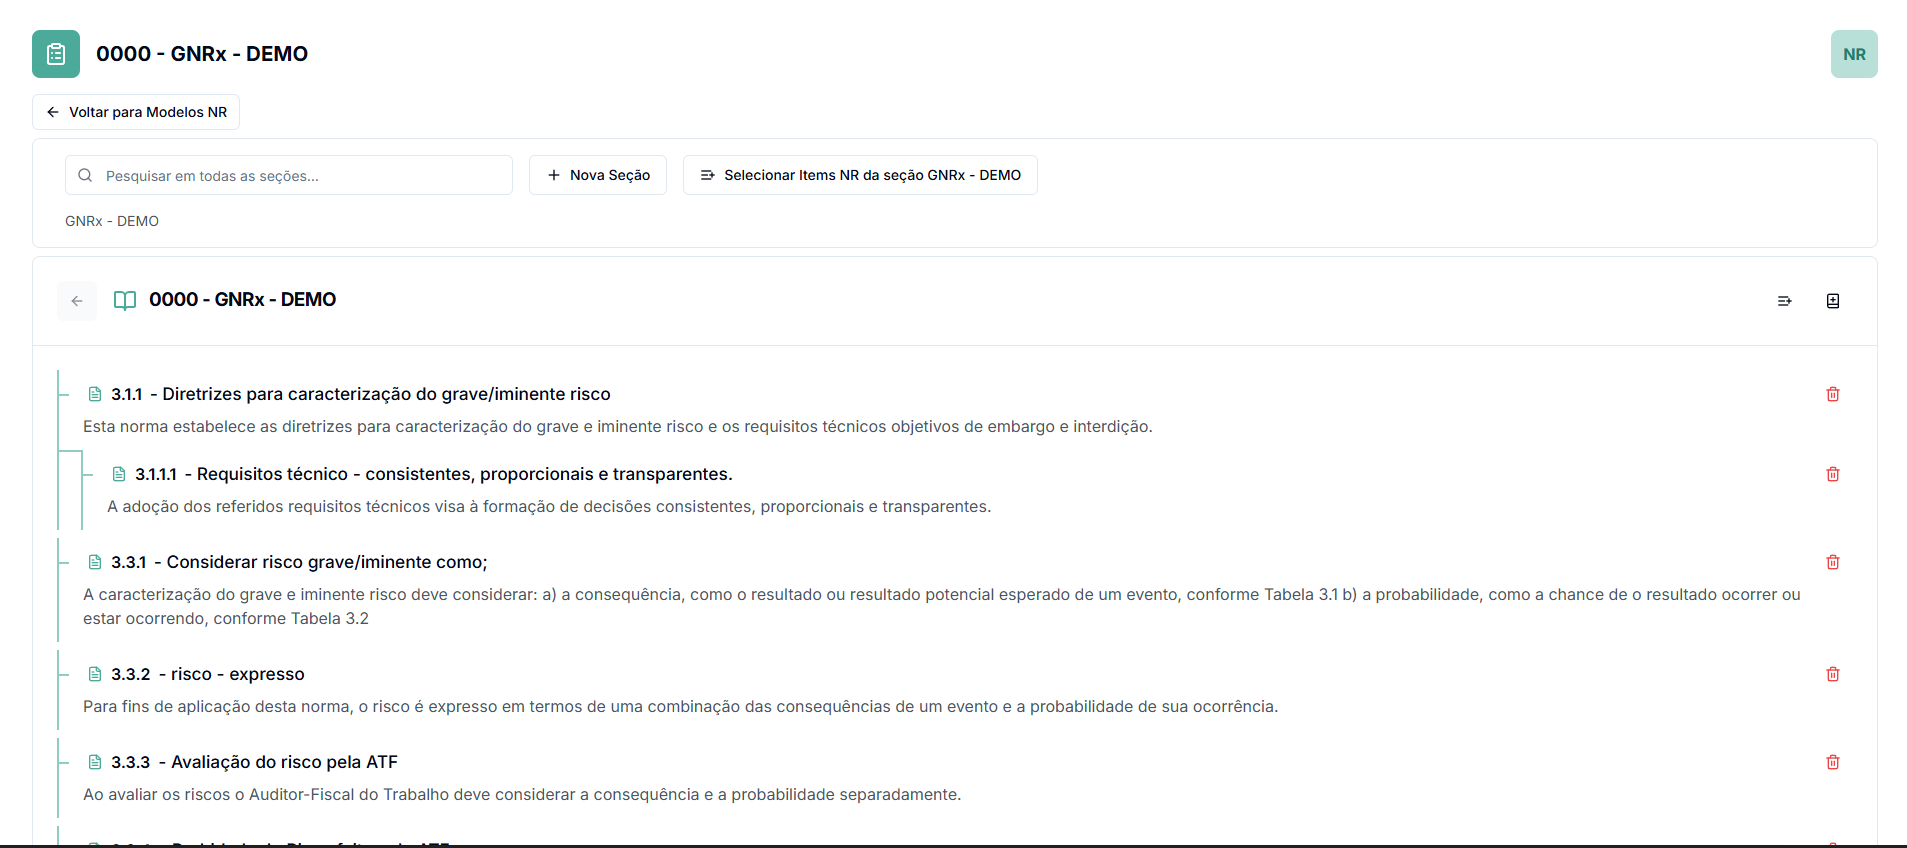 0000 - GNRx - DEMO
NR
Voltar para Modelos NR
Pesquisar em todas as seções...
Nova Seção
Selecionar Items NR da seção GNRx - DEMO
GNRx - DEMO
0000 - GNRx - DEMO
3.1.1 - Diretrizes para caracterização do grave/iminente risco
Esta norma estabelece as diretrizes para caracterização do grave e iminente risco e os requisitos técnicos objetivos de embargo e interdição.
3.1.1.1 - Requisitos técnico - consistentes, proporcionais e transparentes.
A adoção dos referidos requisitos técnicos visa à formação de decisões consistentes, proporcionais e transparentes.
3.3.1 - Considerar risco grave/iminente como;
A caracterização do grave e iminente risco deve considerar: a) a consequência, como o resultado ou resultado potencial esperado de um evento, conforme Tabela 3.1 b) a probabilidade, como a chance de o resultado ocorrer ou
estar ocorrendo, conforme Tabela 3.2
3.3.2 - risco - expresso
Para fins de aplicação desta norma, o risco é expresso em termos de uma combinação das consequências de um evento e a probabilidade de sua ocorrência.
3.3.3 - Avaliação do risco pela ATF
Ao avaliar os riscos o Auditor-Fiscal do Trabalho deve considerar a consequência e a probabilidade separadamente.